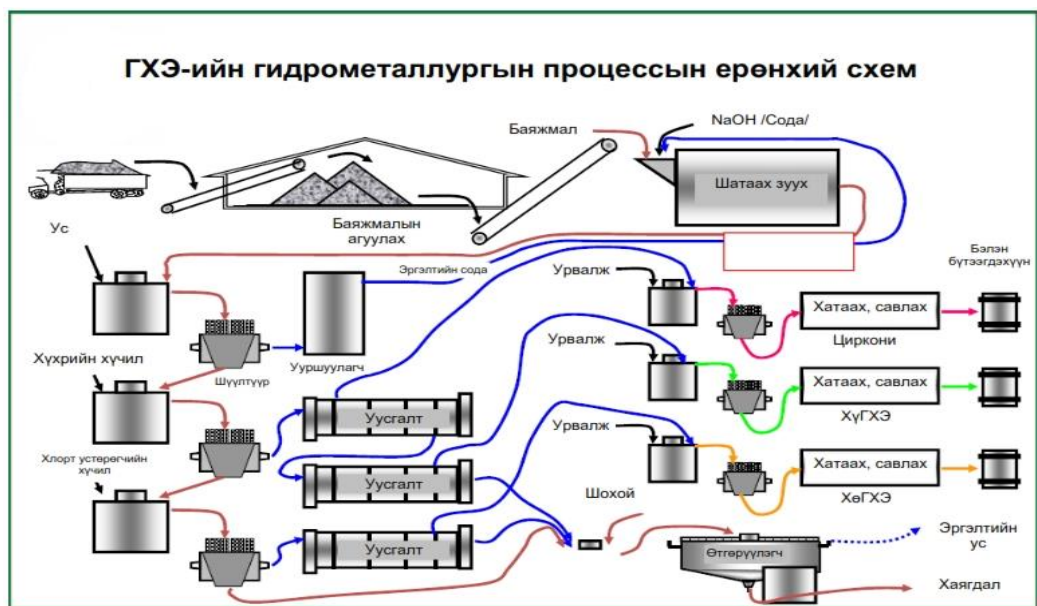 ГХЭ-ийн гидрометаллургын процессын ерөнхий схем
Баяжмал
NaOH /Сода/
Шатаах зуух
Баяжмалын
агуулах
Ус
Эргэлтийн сода
Урвалж
Бэлэн
бүтээгдэхүүн
Хатаах, савлах
Циркони
Хүхрийн хүчил
Шүүлтүүр
Ууршуулагч
Урвалж
Хатаах, савлах
ХүГХЭ
Уусгалт
Урвалж
Хлорт устөрөгчийн
хүчил
Уусгалт
Хатаах, савлах
ХөГХЭ
Шохой
Уусгалт
Өтгөрүүлэгч
Эргэлтийн
ус
Хаягдал